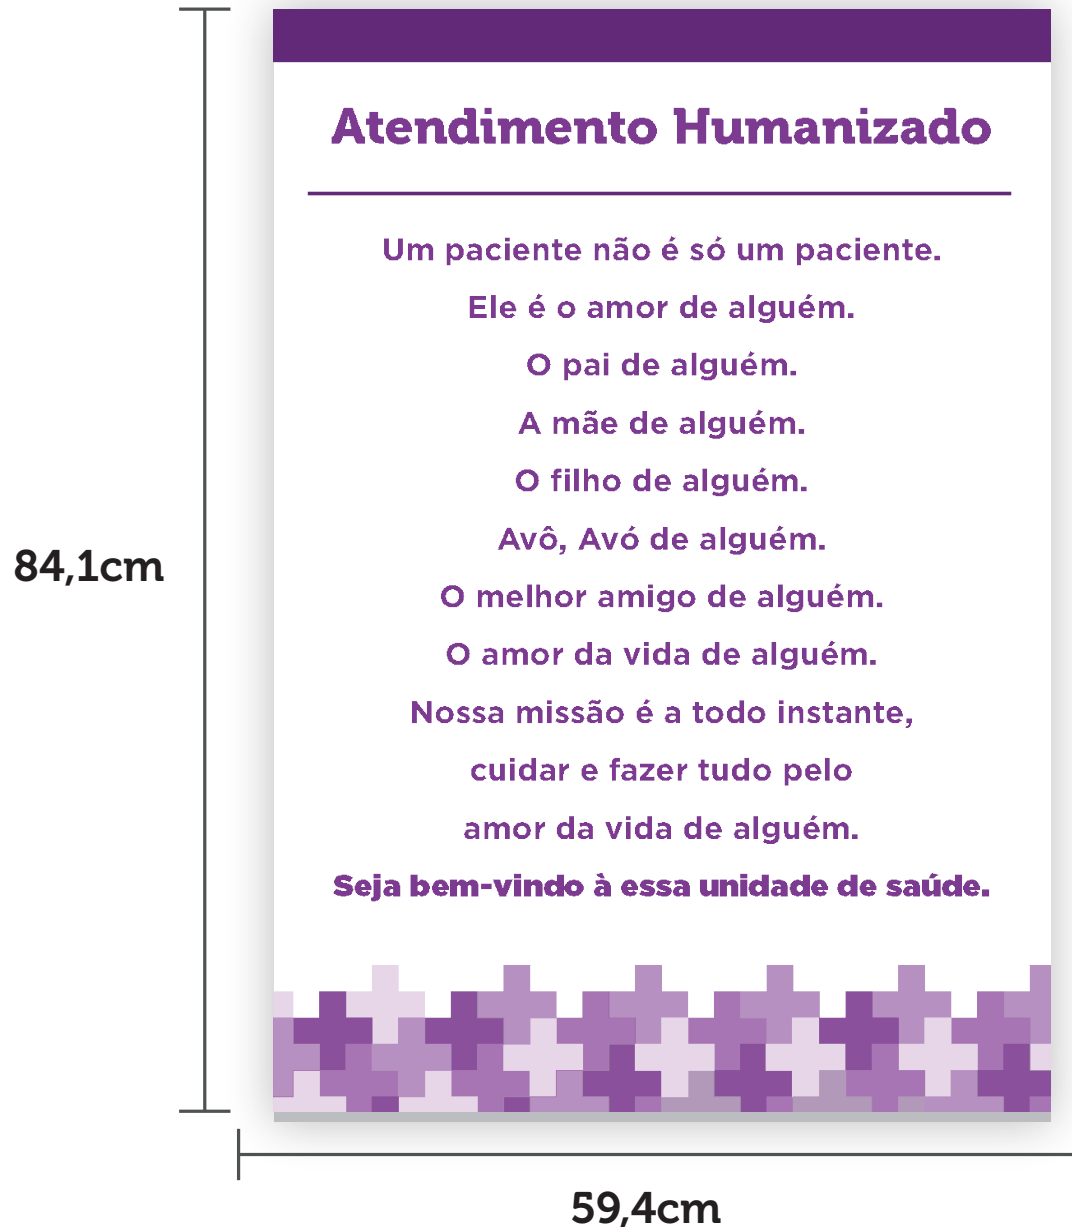 Atendimento Humanizado
Um paciente não é só um paciente.
Ele é o amor de alguém.
O pai de alguém.
A mãe de alguém.
O filho de alguém.
Avô, Avó de alguém.
O melhor amigo de alguém.
O amor da vida de alguém.
Nossa missão é a todo instante,
cuidar e fazer tudo pelo
amor da vida de alguém.
Seja bem-vindo à essa unidade de saúde.
84,1cm
59,4cm